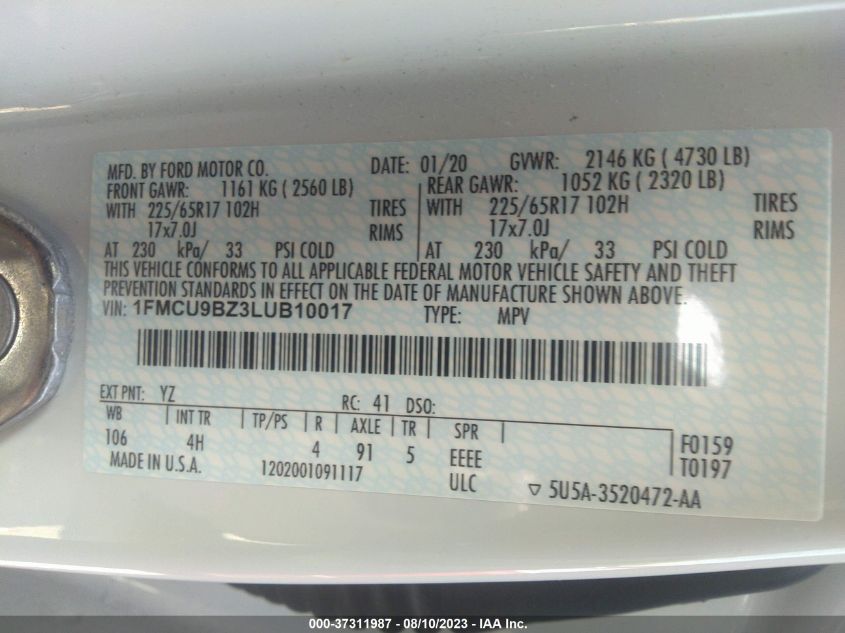 MFD. BY FORD MOTOR CO. DATE: 01/20 GVWR: 2146 KG ( 4730 LB)
FRONT GAWR: 1161 KG ( 2560 LB) REAR GAWR: 1052 KG ( 2320 LB)
WITH 225/65R17 102H TIRES WITH 225/65R17 102H TIRES
17x7.0J RIMS 17x7.0J RIMS
AT 230 kPa/ 33 PSI COLD AT 230 kPa/ 33 PSI COLD
THIS VEHICLE CONFORMS TO ALL APPLICABLE FEDERAL MOTOR VEHICLE SAFETY AND THEFT
PREVENTION STANDARDS IN EFFECT ON THE DATE OF MANUFACTURE SHOWN ABOVE.
VIN: 1FMCU9BZ3LUB10017 TYPE: MPV
EXT PNT: YZ RC: 41 DSO:
WB INT TR TP/PS R AXLE TR SPR
106 4H 4 91 5 EEEE F0159
MADE IN U.S.A. 1202001091117 ULC T0197
▽ 5U5A-3520472-AA
000-37311987 - 08/10/2023 - IAA Inc.